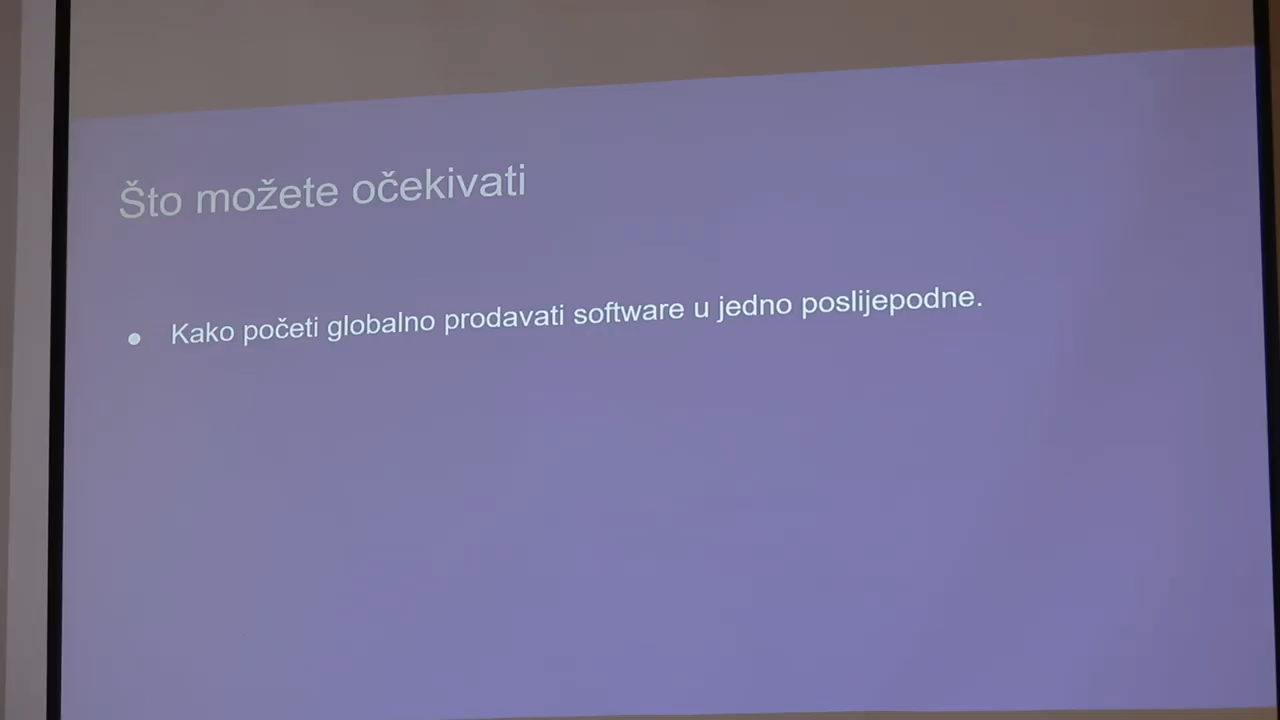 Što možete očekivati
● Kako početi globalno prodavati software u jedno poslijepodne.